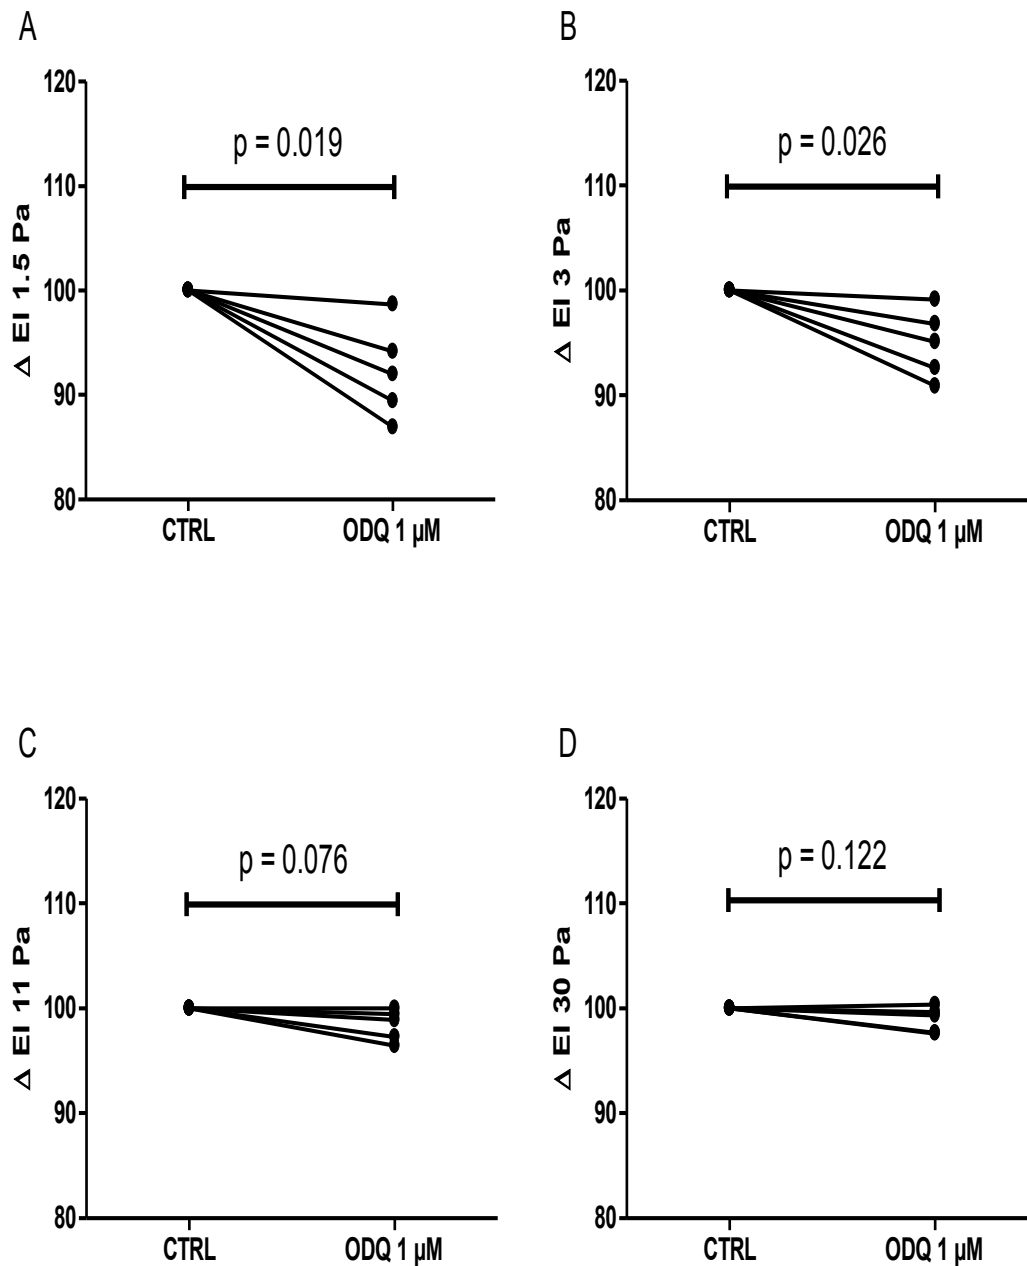 A
Δ EI 1.5 Pa
120
110
100
90
80
p = 0.019
CTRL
ODQ 1 µM
B
Δ EI 3 Pa
120
110
100
90
80
p = 0.026
CTRL
ODQ 1 µM
C
Δ EI 11 Pa
120
110
100
90
80
p = 0.076
CTRL
ODQ 1 µM
D
Δ EI 30 Pa
120
110
100
90
80
p = 0.122
CTRL
ODQ 1 µM